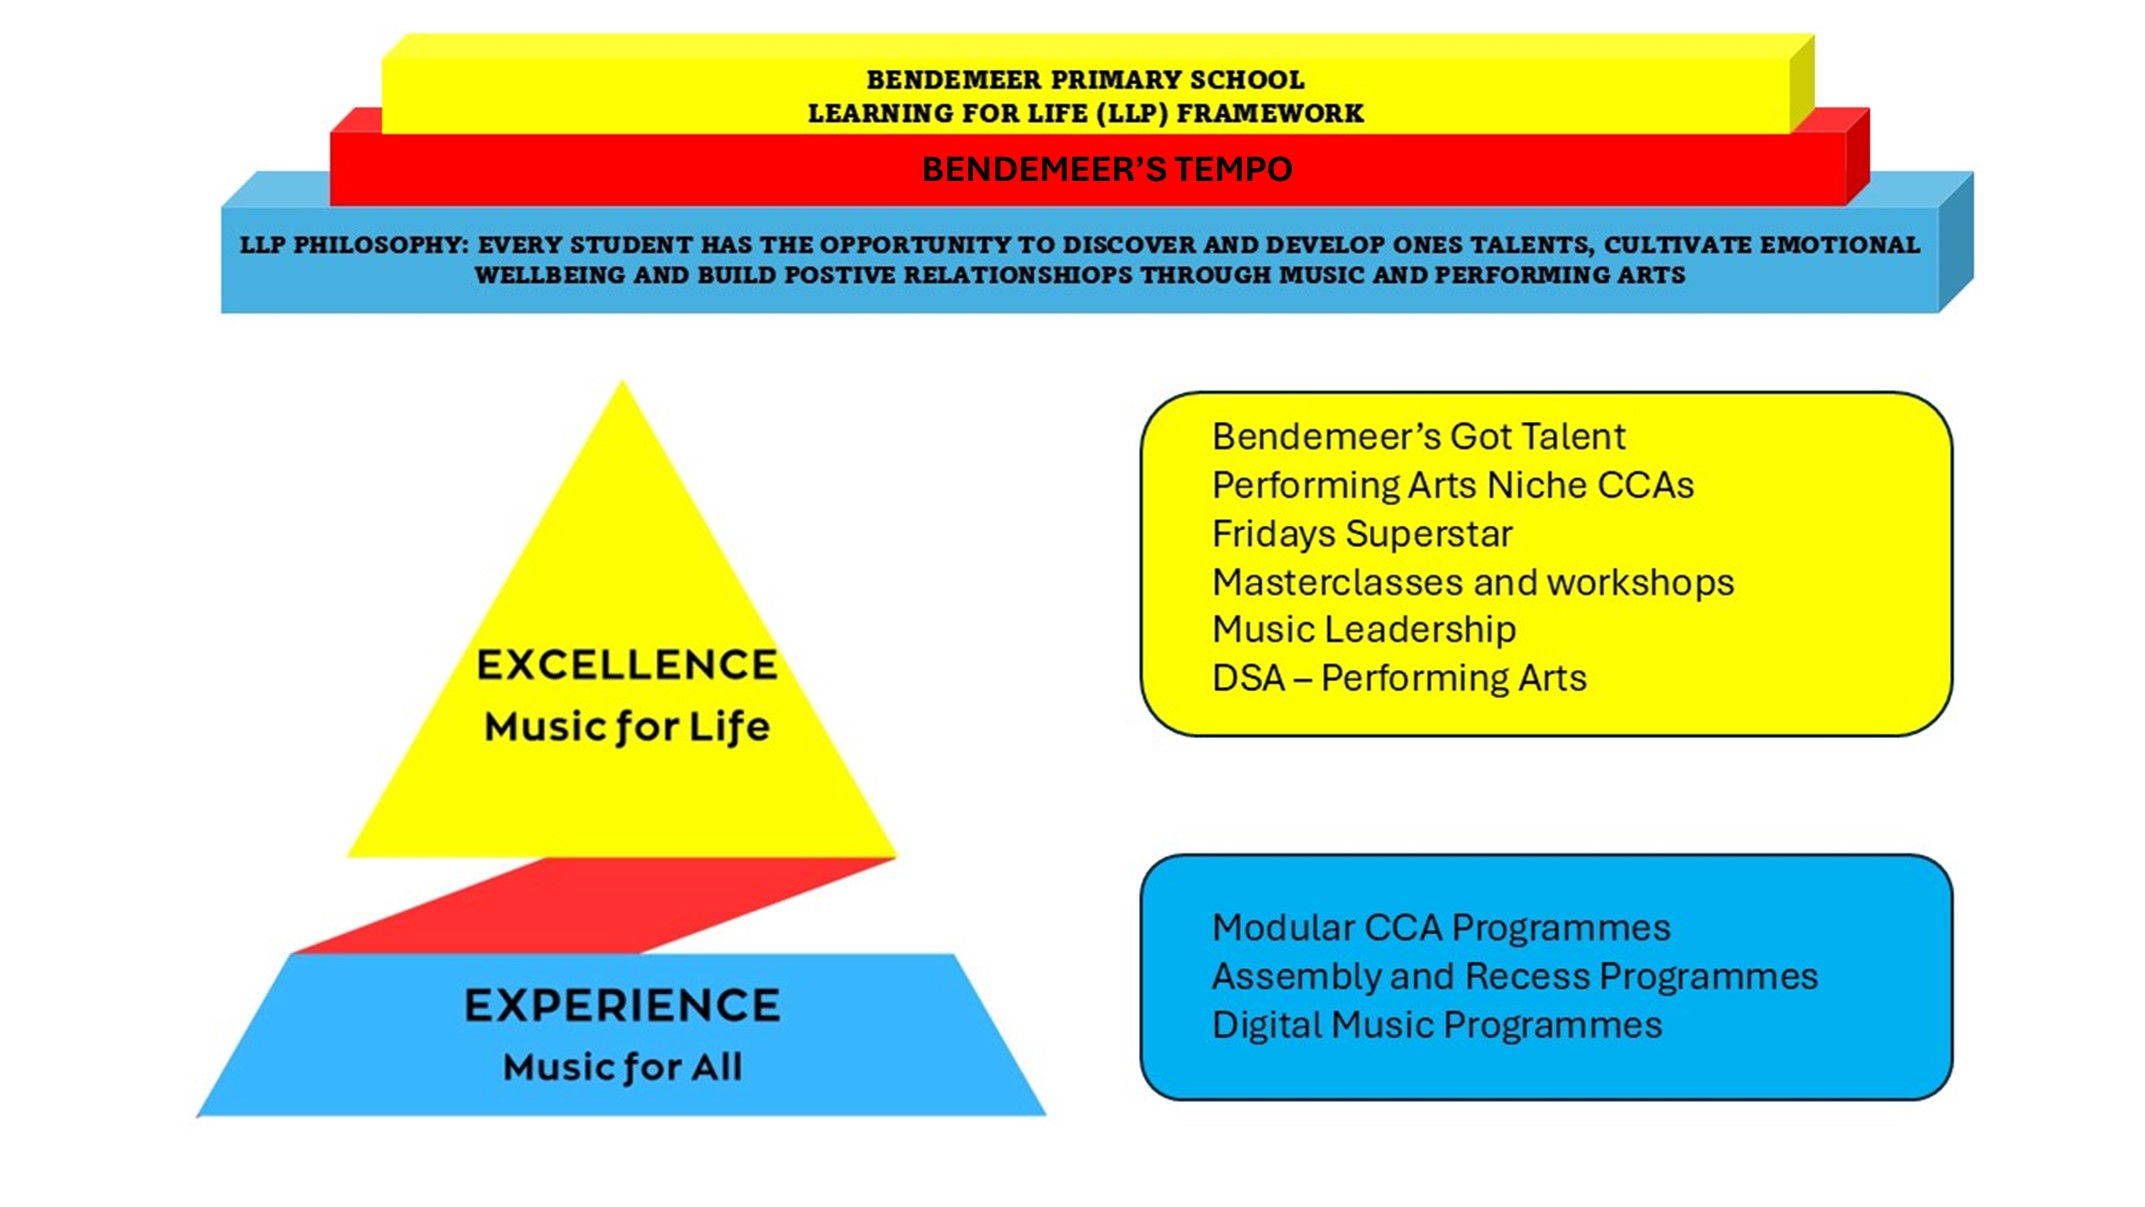 BENDEMEER PRIMARY SCHOOL
LEARNING FOR LIFE (LLP) FRAMEWORK
BENDEMEER’S TEMPO
LLP PHILOSOPHY: EVERY STUDENT HAS THE OPPORTUNITY TO DISCOVER AND DEVELOP ONES TALENTS, CULTIVATE EMOTIONAL
WELLBEING AND BUILD POSTIVE RELATIONSHIOPS THROUGH MUSIC AND PERFORMING ARTS
EXCELLENCE
Music for Life
Bendemeer’s Got Talent
Performing Arts Niche CCAs
Fridays Superstar
Masterclasses and workshops
Music Leadership
DSA – Performing Arts
EXPERIENCE
Music for All
Modular CCA Programmes
Assembly and Recess Programmes
Digital Music Programmes